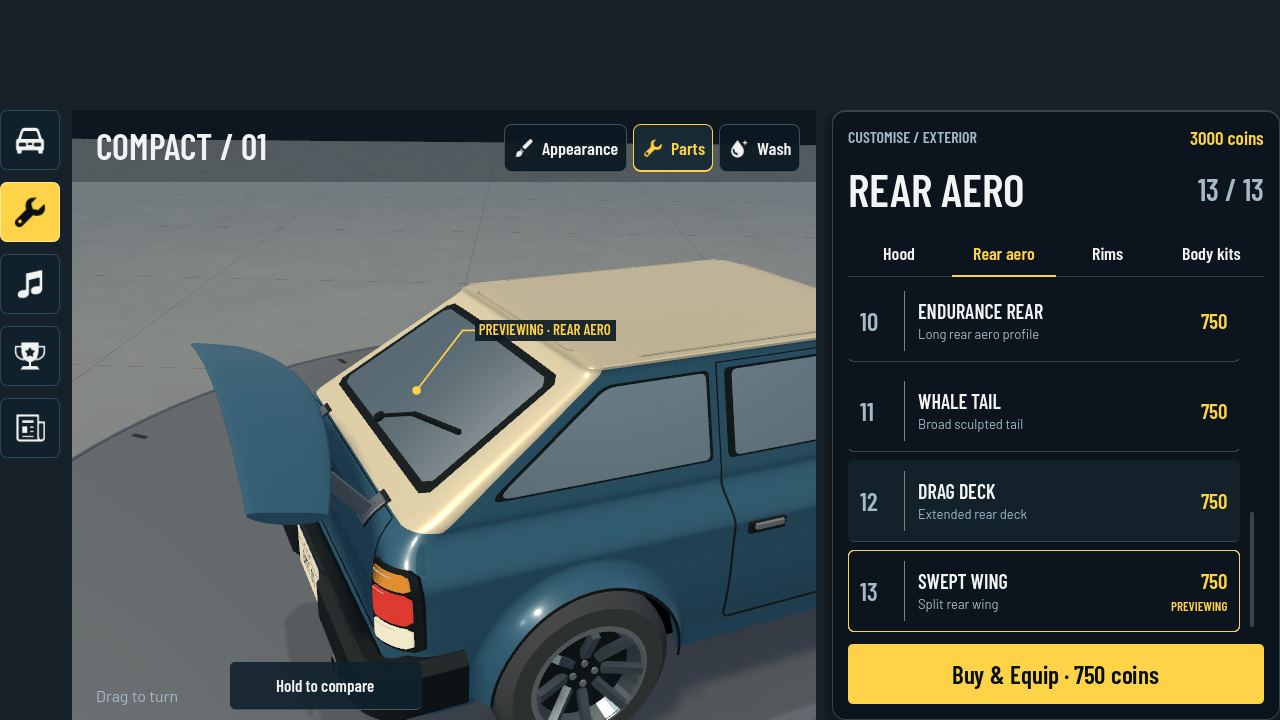 COMPACT / 01
Appearance
Parts
Wash
PREVIEWING · REAR AERO
Drag to turn
Hold to compare
CUSTOMISE / EXTERIOR
3000 coins
REAR AERO
13 / 13
Hood
Rear aero
Rims
Body kits
10
ENDURANCE REAR
Long rear aero profile
750
11
WHALE TAIL
Broad sculpted tail
750
12
DRAG DECK
Extended rear deck
750
13
SWEPT WING
Split rear wing
750
PREVIEWING
Buy & Equip · 750 coins